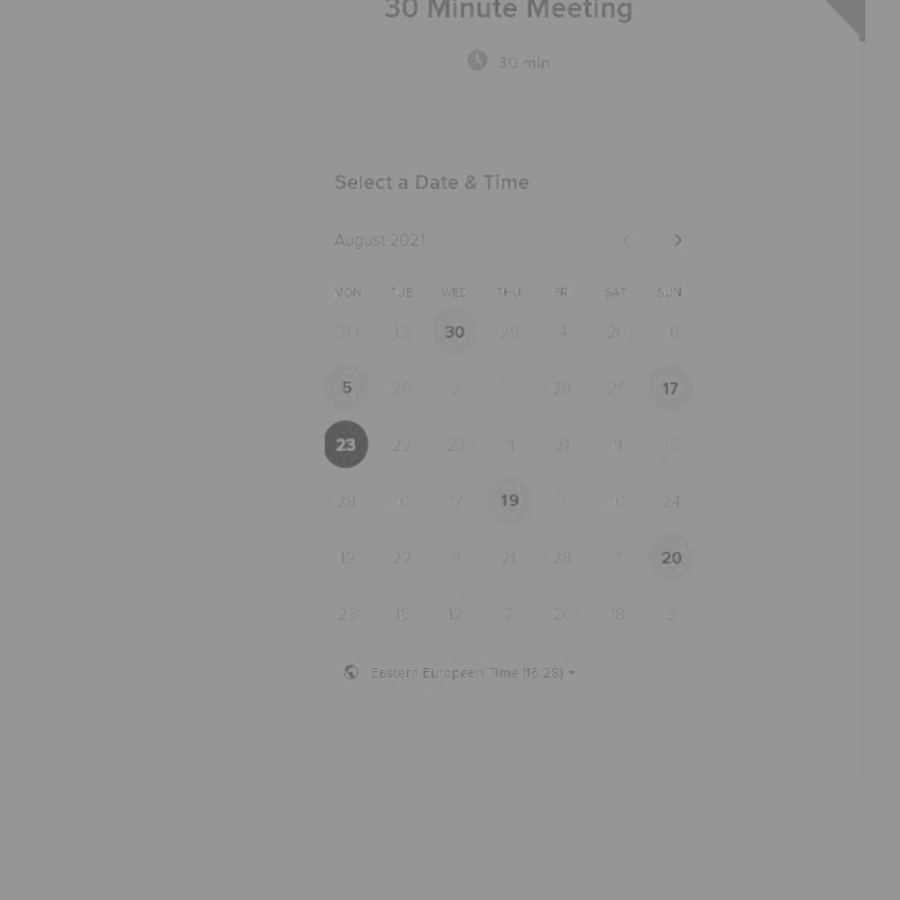 30 Minute Meeting
30 min
Select a Date & Time
August 2021
MON TUE WED THU FRI SAT SUN
30 13 30 29 4 20 10
5 29 2 28 26 17
23 22 23 11 21 11 15
28 10 17 19 1 10 24
19 22 9 21 28 3 20
25 15 12 7 20 18 3
Eastern European Time (16:23)